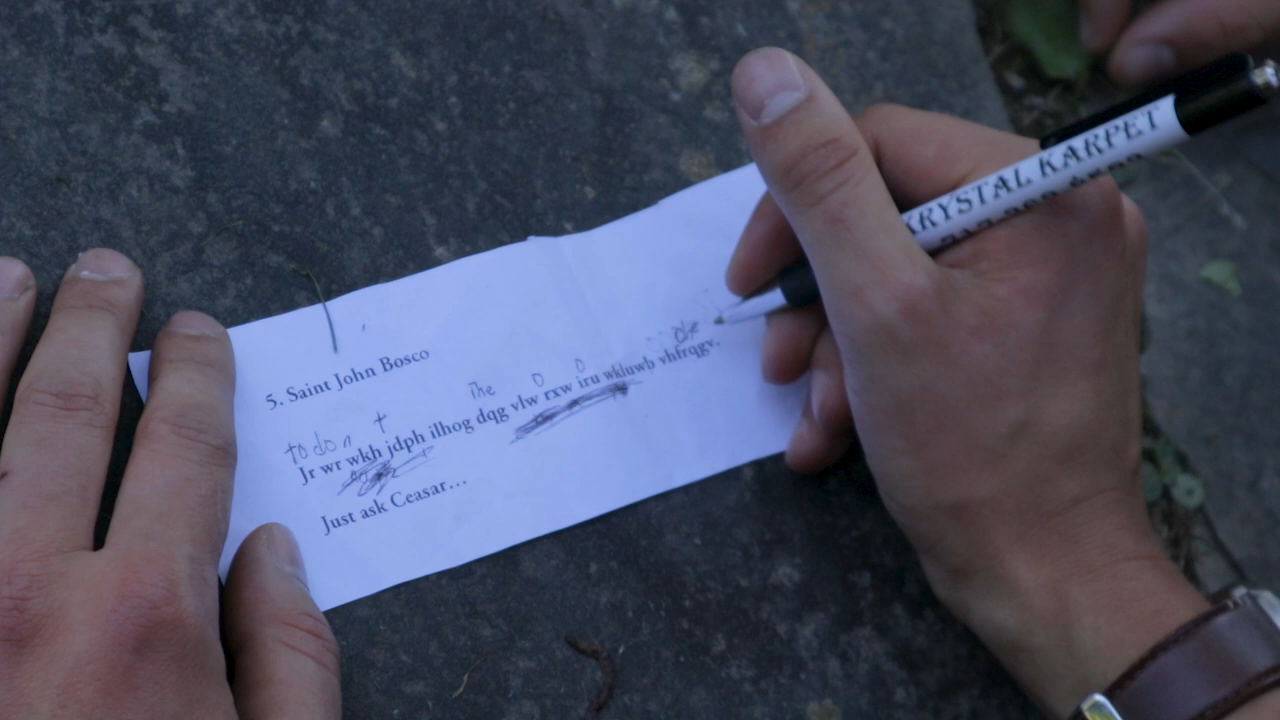 5. Saint John Bosco
The o o de
to do n t
Jr wr wkh jdph ilhog dqg vlw rxw iru wkluwb vhfrqgv.
Just ask Ceasar...
KRYSTAL KARPET